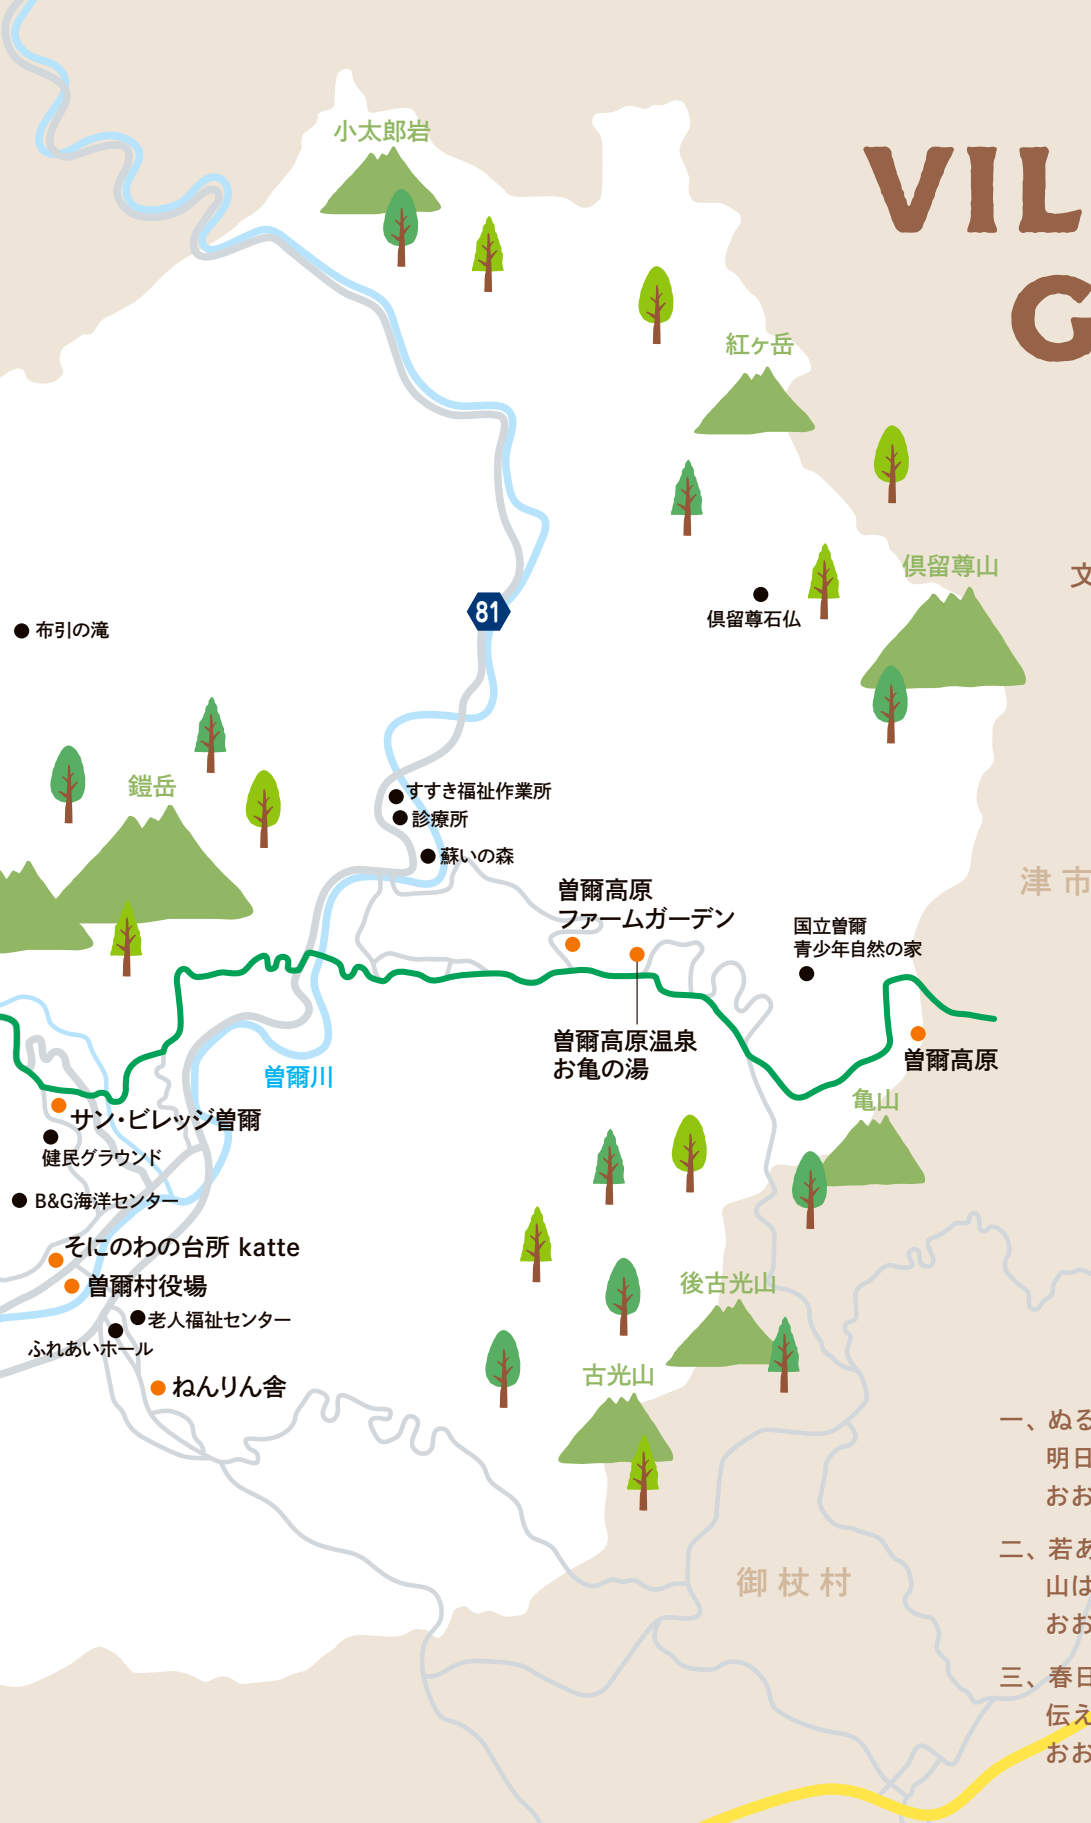 小太郎岩
VIL
G
紅ヶ岳
倶留尊山
文
倶留尊石仏
81
布引の滝
鎧岳
すすき福祉作業所
診療所
蘇いの森
津市
曽爾高原
ファームガーデン
国立曽爾
青少年自然の家
曽爾高原温泉
お亀の湯
曽爾高原
曽爾川
亀山
サン・ビレッジ曽爾
健民グラウンド
B&G海洋センター
そにのわの台所 katte
曽爾村役場
老人福祉センター
ふれあいホール
ねんりん舎
後古光山
古光山
御杖村
一、ぬる
明日
おお
二、若あ
山は
おお
三、春日
伝え
おお